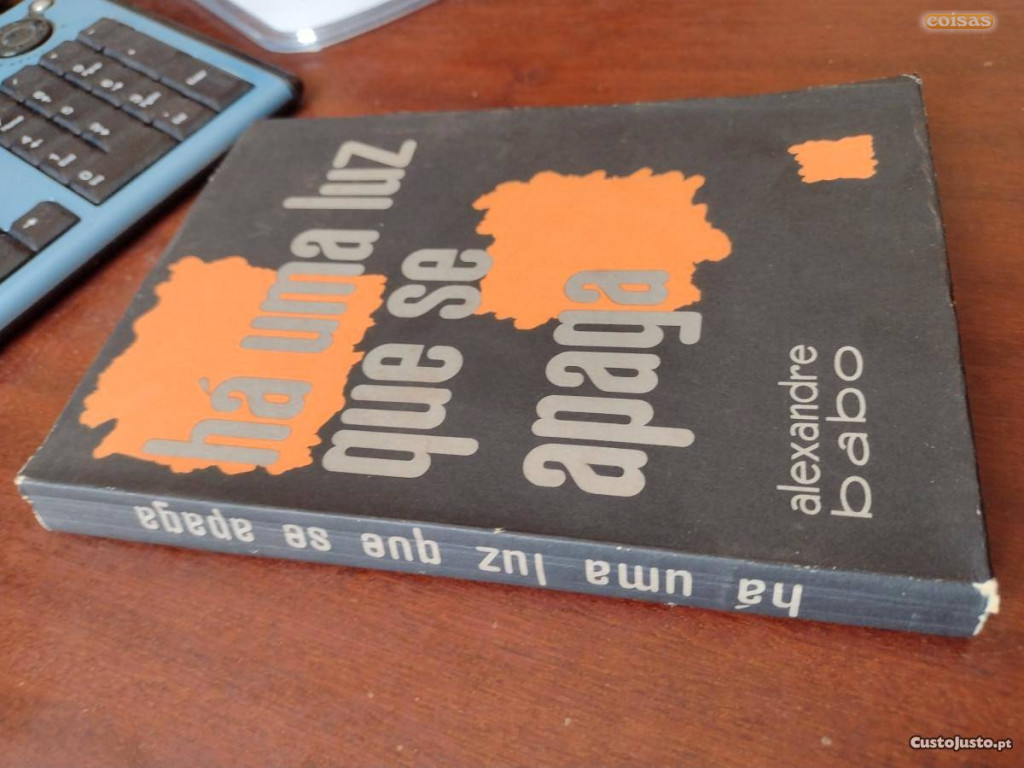 coisas
há uma luz
que se
apaga
alexandre
babo
há uma luz que se apaga
CustoJusto.pt